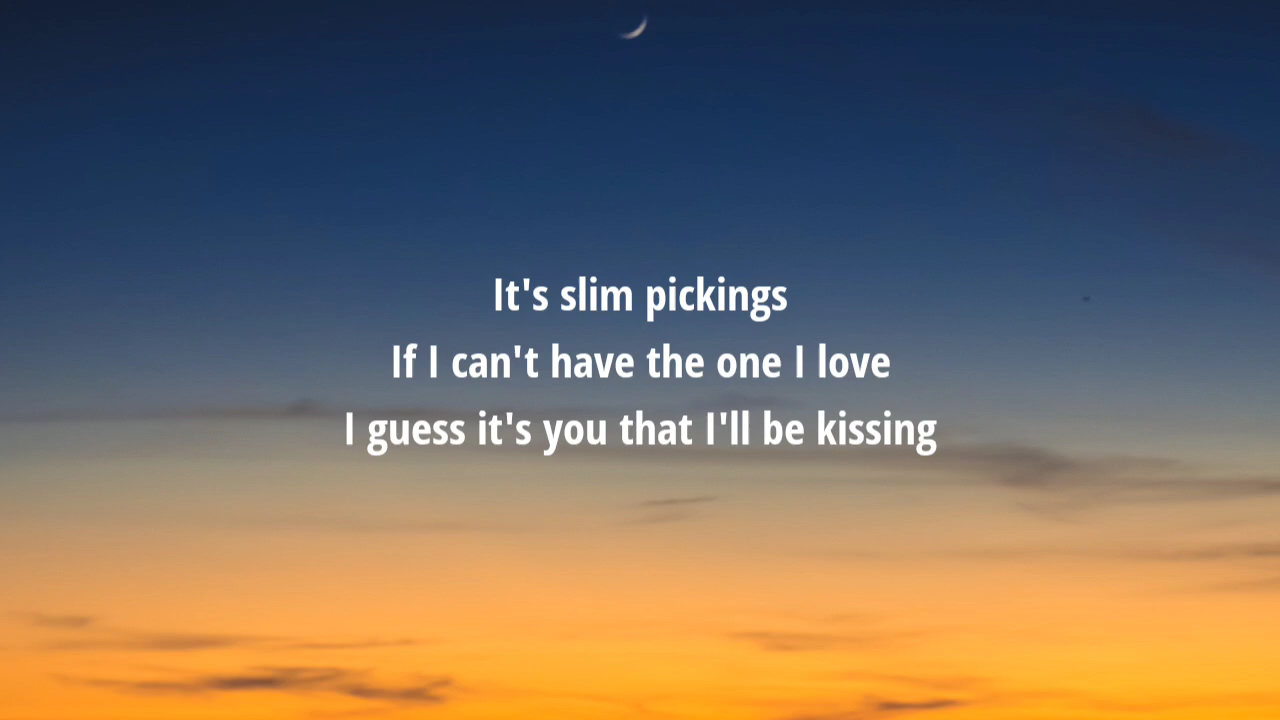 It's slim pickings
If I can't have the one I love
I guess it's you that I'll be kissing